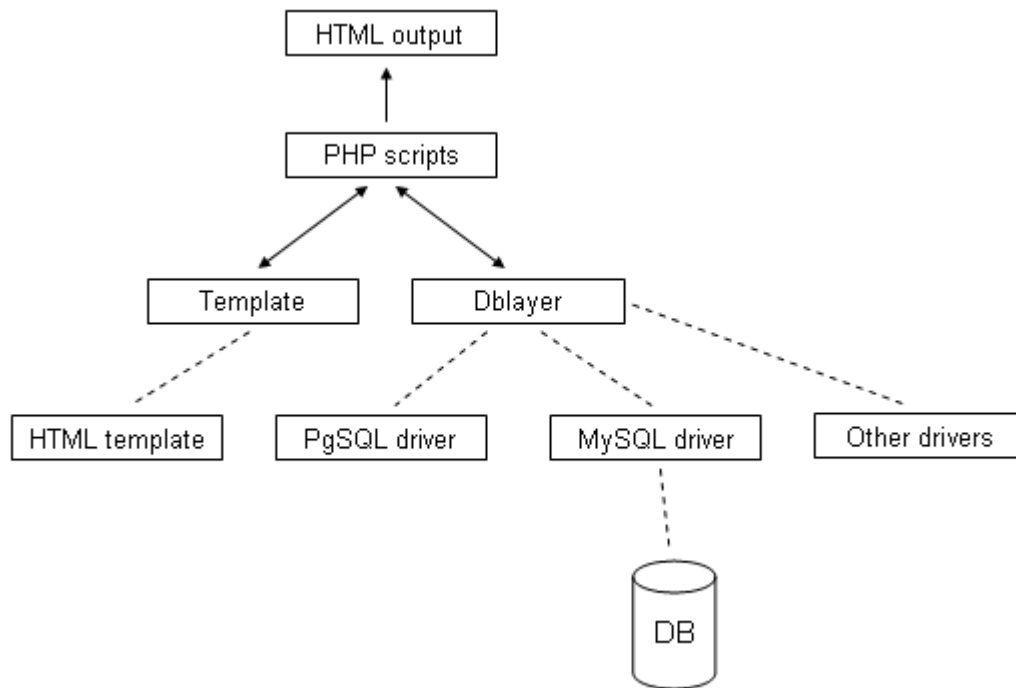 HTML output
PHP scripts
Template
Dblayer
HTML template
PgSQL driver
MySQL driver
Other drivers
DB